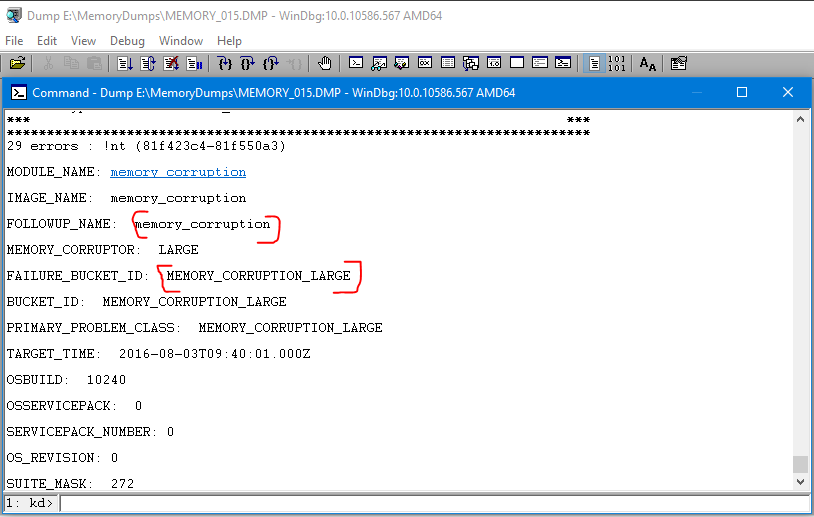 Dump E:\MemoryDumps\MEMORY_015.DMP - WinDbg:10.0.10586.567 AMD64
File Edit View Debug Window Help
Command - Dump E:\MemoryDumps\MEMORY_015.DMP - WinDbg:10.0.10586.567 AMD64
*** ***
*************************************************************************
29 errors : !nt (81f423c4-81f550a3)
MODULE_NAME: memory_corruption
IMAGE_NAME: memory_corruption
FOLLOWUP_NAME: memory_corruption
MEMORY_CORRUPTOR: LARGE
FAILURE_BUCKET_ID: MEMORY_CORRUPTION_LARGE
BUCKET_ID: MEMORY_CORRUPTION_LARGE
PRIMARY_PROBLEM_CLASS: MEMORY_CORRUPTION_LARGE
TARGET_TIME: 2016-08-03T09:40:01.000Z
OSBUILD: 10240
OSSERVICEPACK: 0
SERVICEPACK_NUMBER: 0
OS_REVISION: 0
SUITE_MASK: 272
1: kd>